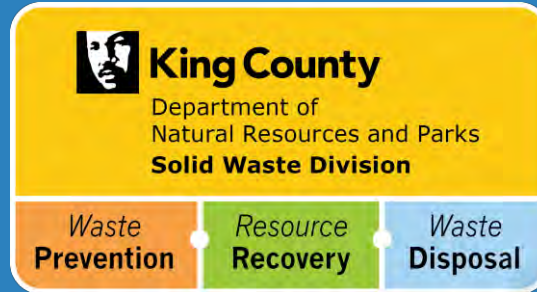 King County
Department of
Natural Resources and Parks
Solid Waste Division
Waste
Prevention
Resource
Recovery
Waste
Disposal